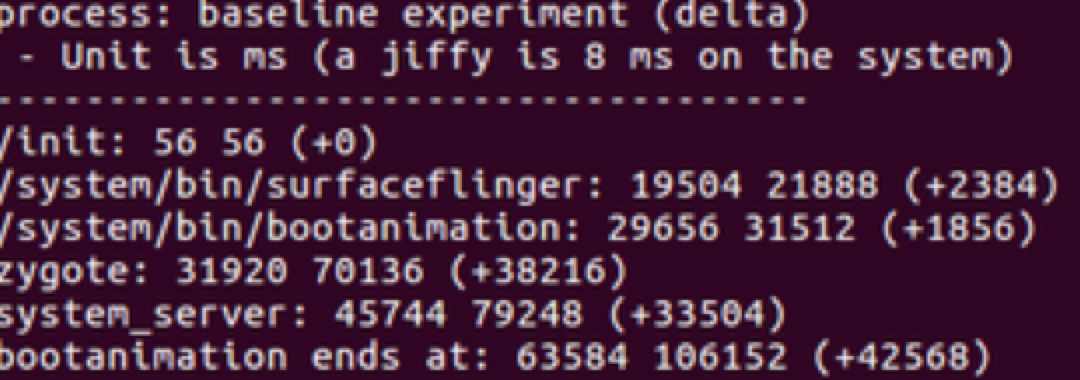 process: baseline experiment (delta)
- Unit is ms (a jiffy is 8 ms on the system)
------------------------------------
/init: 56 56 (+0)
/system/bin/surfaceflinger: 19504 21888 (+2384)
/system/bin/bootanimation: 29656 31512 (+1856)
zygote: 31920 70136 (+38216)
system_server: 45744 79248 (+33504)
bootanimation ends at: 63584 106152 (+42568)